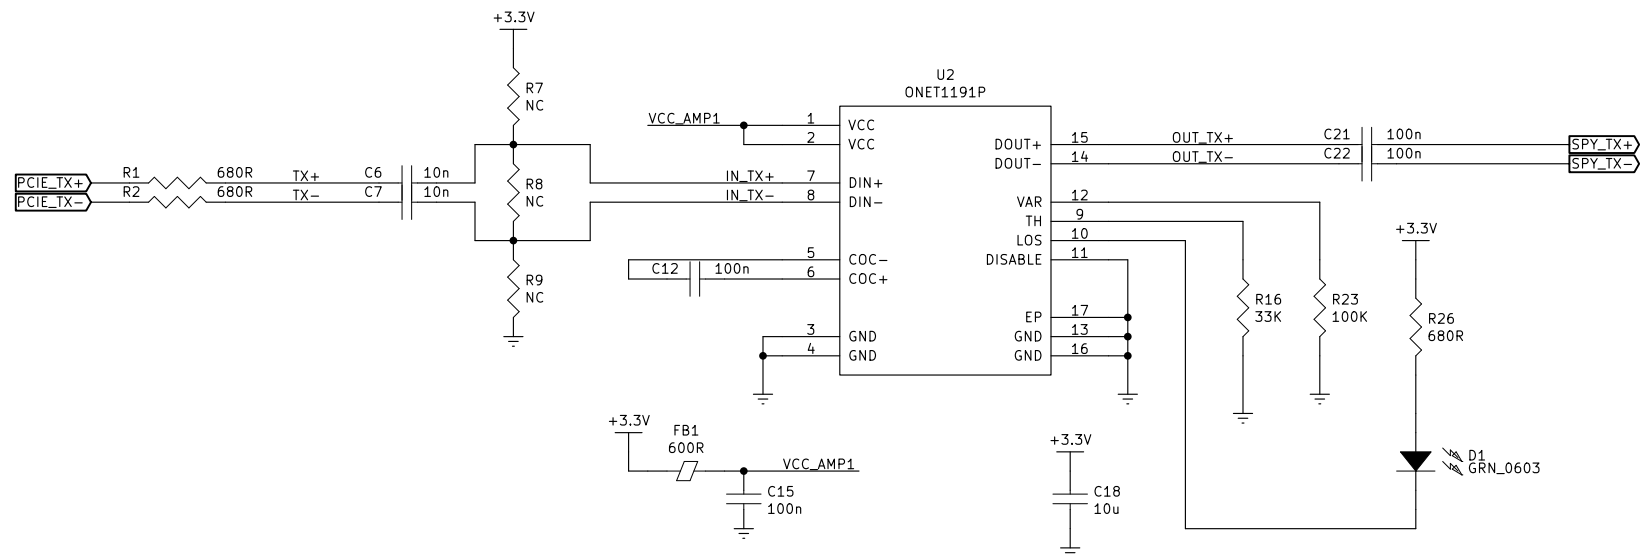 +3.3V
R7
NC
U2
ONET1191P
VCC_AMP1
1
VCC
2
VCC
DOUT+
15
OUT_TX+
C21
100n
SPY_TX+
DOUT-
14
OUT_TX-
C22
100n
SPY_TX-
PCIE_TX+
R1
680R
TX+
C6
10n
PCIE_TX-
R2
680R
TX-
C7
10n
R8
NC
IN_TX+
7
DIN+
IN_TX-
8
DIN-
VAR
12
TH
9
LOS
10
DISABLE
11
+3.3V
R9
NC
C12
100n
5
COC-
6
COC+
R16
33K
R23
100K
R26
680R
EP
17
GND
13
GND
16
3
GND
4
GND
+3.3V
FB1
600R
VCC_AMP1
C15
100n
+3.3V
C18
10u
D1
GRN_0603